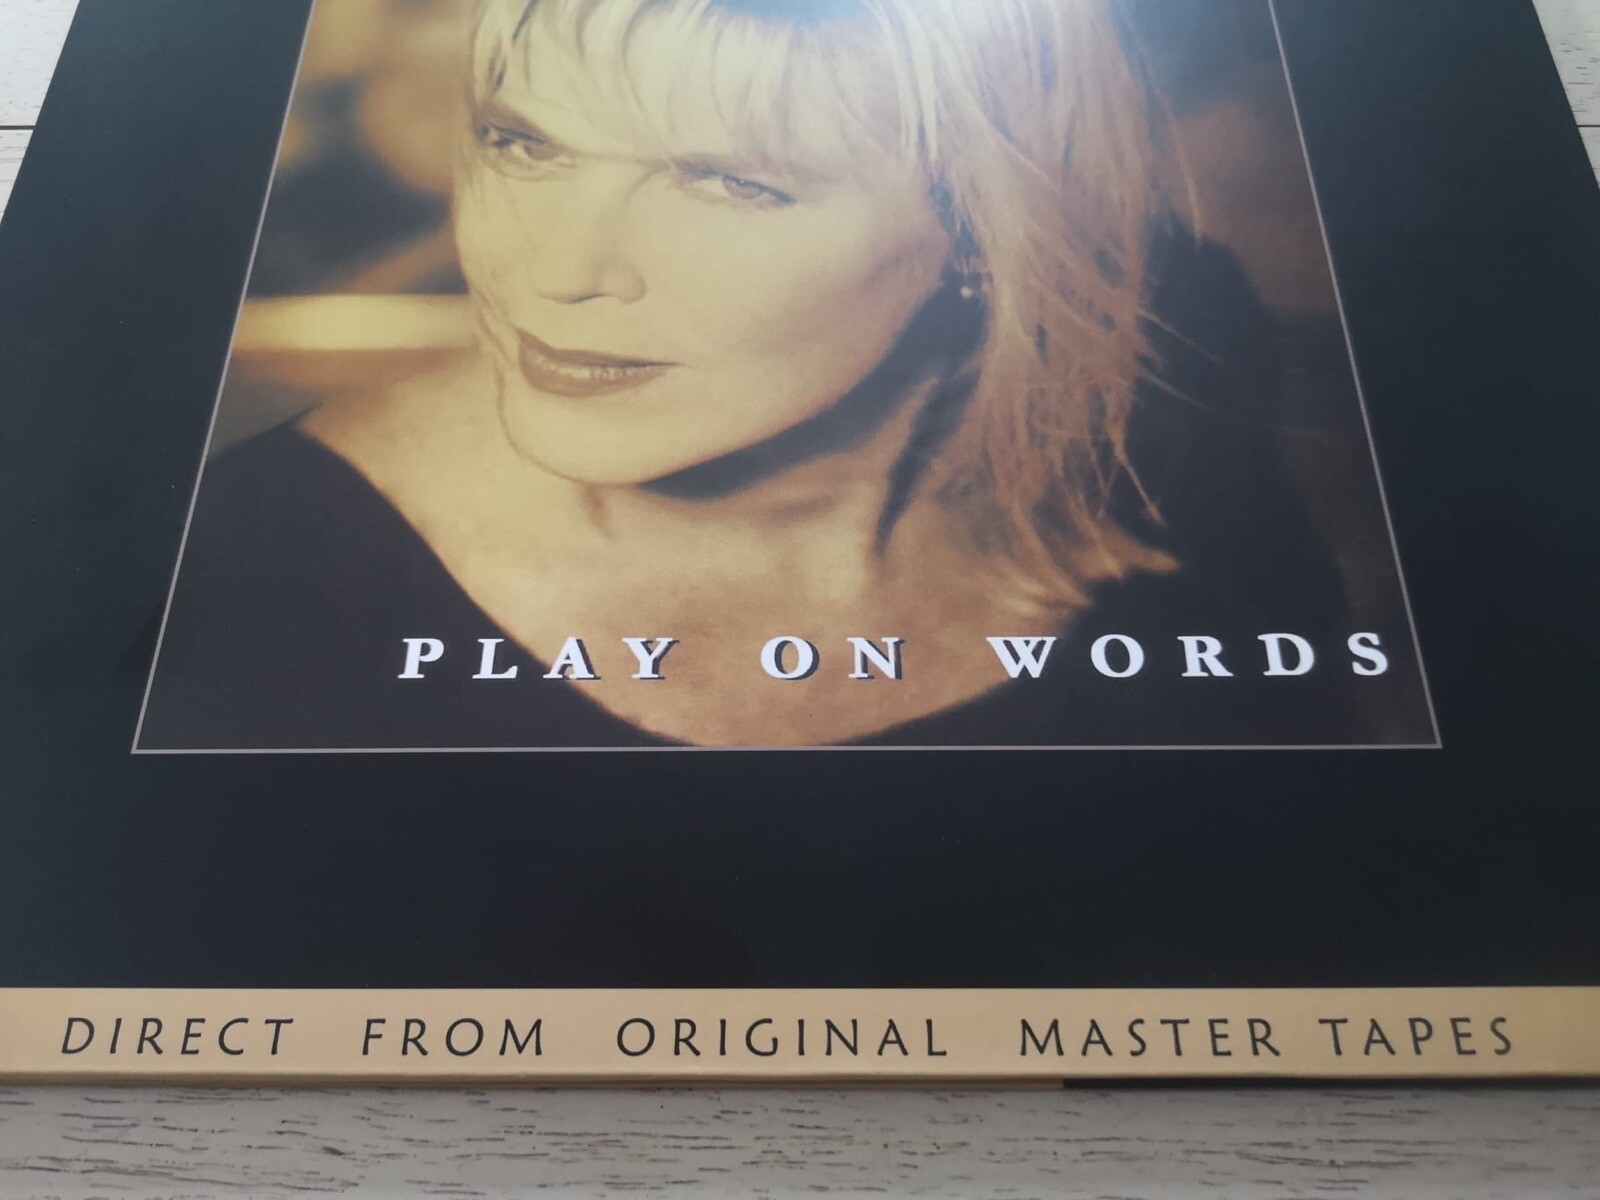 PLAY ON WORDS
DIRECT FROM ORIGINAL MASTER TAPES